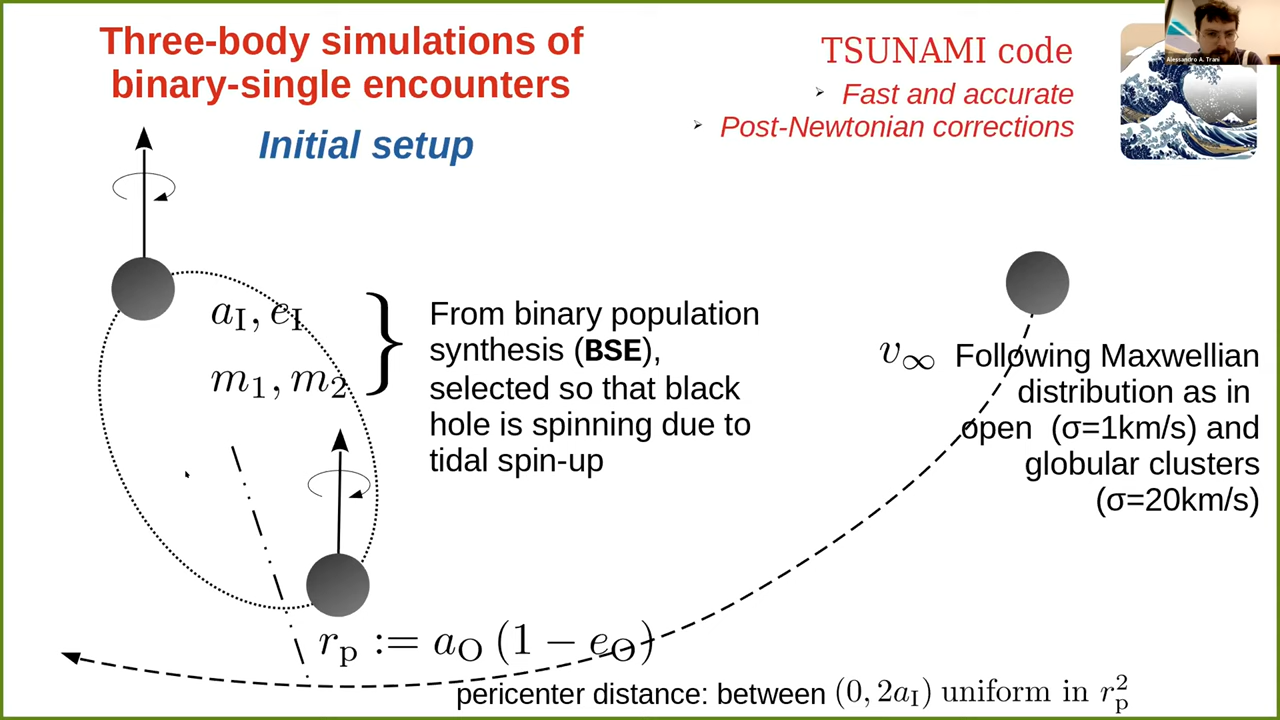 Three-body simulations of
binary-single encounters
Initial setup
TSUNAMI code
Fast and accurate
Post-Newtonian corrections
Alessandro A. Trani
a_I, e_I
m_1, m_2
From binary population
synthesis (BSE),
selected so that black
hole is spinning due to
tidal spin-up
v_∞ Following Maxwellian
distribution as in
open (σ=1km/s) and
globular clusters
(σ=20km/s)
r_p := a_O (1 − e_O)
pericenter distance: between (0, 2a_I) uniform in r_p^2